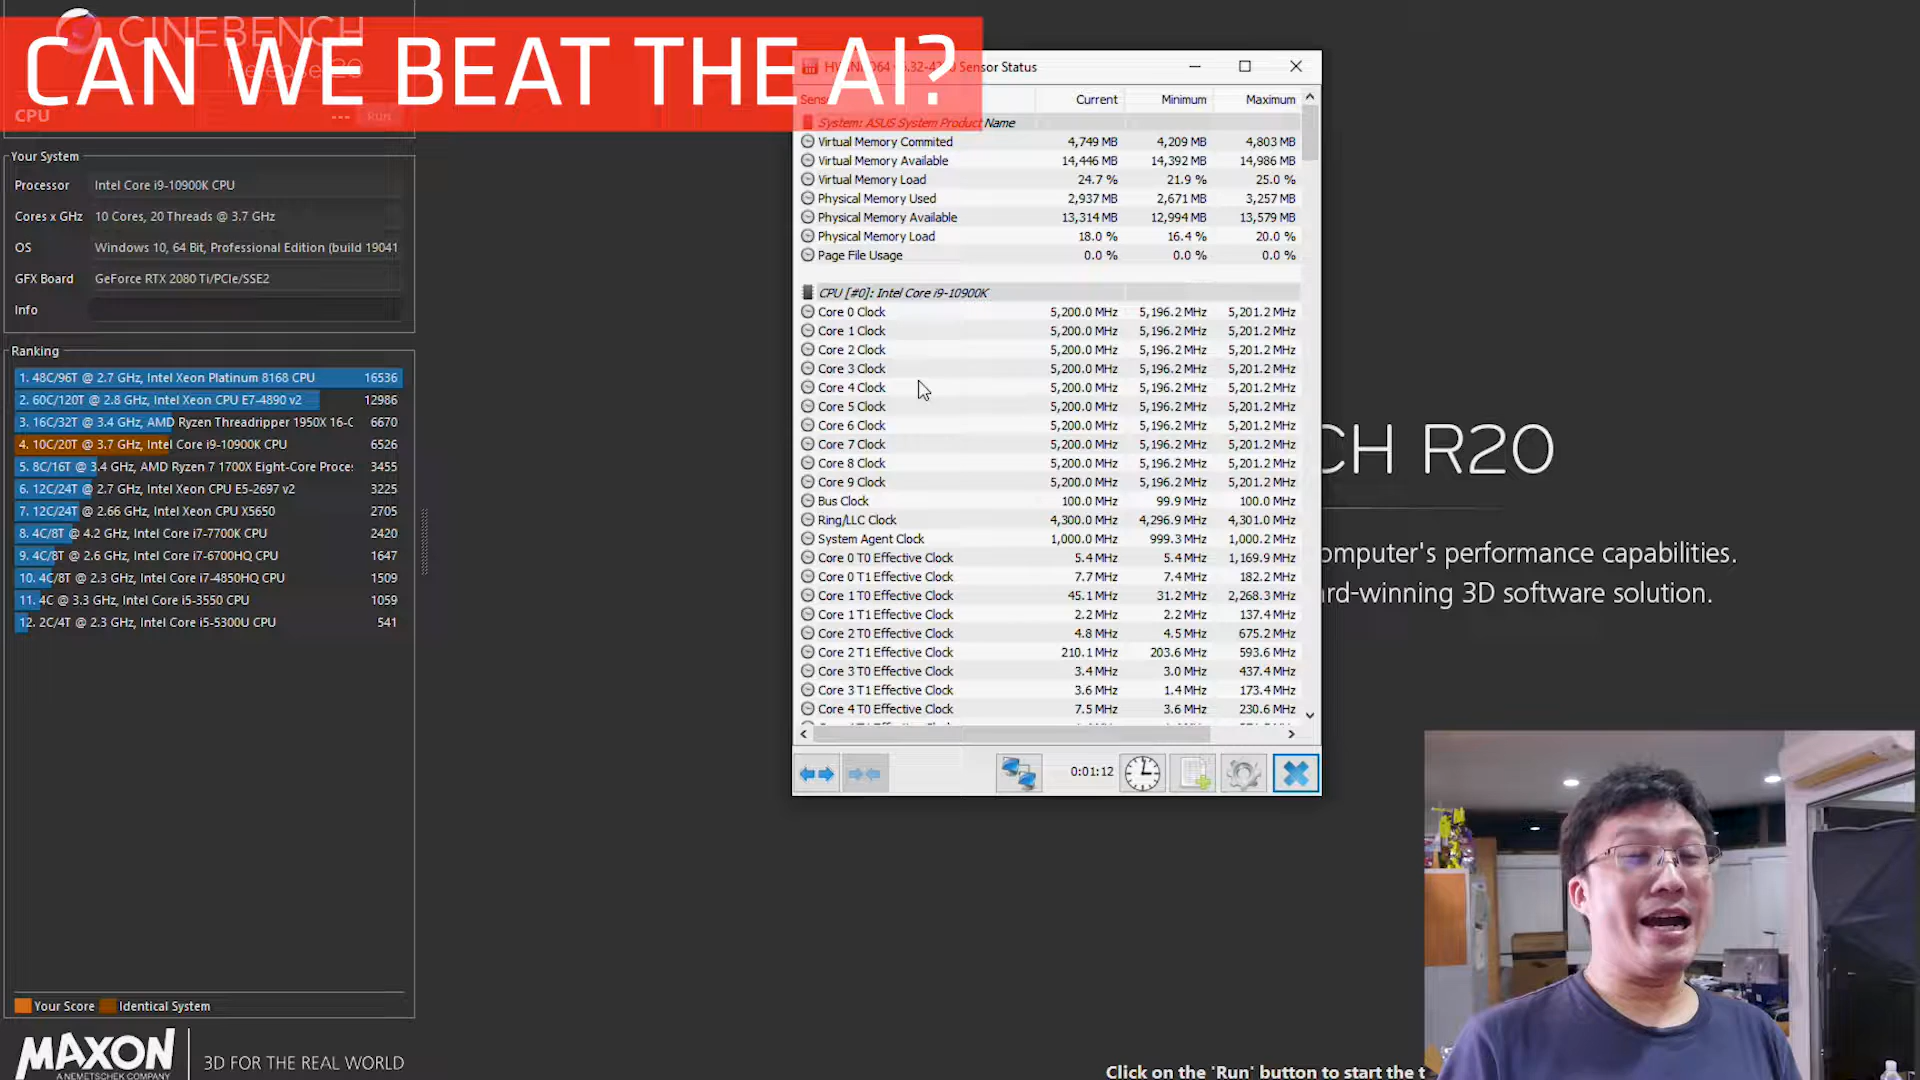 CINEBENCH
Release 20
CAN WE BEAT THE AI?
CPU
---
Run
Your System
Processor Intel Core i9-10900K CPU
Cores x GHz 10 Cores, 20 Threads @ 3.7 GHz
OS Windows 10, 64 Bit, Professional Edition (build 19041
GFX Board GeForce RTX 2080 Ti/PCIe/SSE2
Info
Ranking
1. 48C/96T @ 2.7 GHz, Intel Xeon Platinum 8168 CPU 16536
2. 60C/120T @ 2.8 GHz, Intel Xeon CPU E7-4890 v2 12986
3. 16C/32T @ 3.4 GHz, AMD Ryzen Threadripper 1950X 16-C 6670
4. 10C/20T @ 3.7 GHz, Intel Core i9-10900K CPU 6526
5. 8C/16T @ 3.4 GHz, AMD Ryzen 7 1700X Eight-Core Proce: 3455
6. 12C/24T @ 2.7 GHz, Intel Xeon CPU E5-2697 v2 3225
7. 12C/24T @ 2.66 GHz, Intel Xeon CPU X5650 2705
8. 4C/8T @ 4.2 GHz, Intel Core i7-7700K CPU 2420
9. 4C/8T @ 2.6 GHz, Intel Core i7-6700HQ CPU 1647
10. 4C/8T @ 2.3 GHz, Intel Core i7-4850HQ CPU 1509
11. 4C @ 3.3 GHz, Intel Core i5-3550 CPU 1059
12. 2C/4T @ 2.3 GHz, Intel Core i5-5300U CPU 541
Your Score Identical System
MAXON
A NEMETSCHEK COMPANY
3D FOR THE REAL WORLD
Sensor Status
Current Minimum Maximum
System: ASUS System Product Name
Virtual Memory Commited 4,749 MB 4,209 MB 4,803 MB
Virtual Memory Available 14,446 MB 14,392 MB 14,986 MB
Virtual Memory Load 24.7 % 21.9 % 25.0 %
Physical Memory Used 2,937 MB 2,671 MB 3,257 MB
Physical Memory Available 13,314 MB 12,994 MB 13,579 MB
Physical Memory Load 18.0 % 16.4 % 20.0 %
Page File Usage 0.0 % 0.0 % 0.0 %
CPU [#0]: Intel Core i9-10900K
Core 0 Clock 5,200.0 MHz 5,196.2 MHz 5,201.2 MHz
Core 1 Clock 5,200.0 MHz 5,196.2 MHz 5,201.2 MHz
Core 2 Clock 5,200.0 MHz 5,196.2 MHz 5,201.2 MHz
Core 3 Clock 5,200.0 MHz 5,196.2 MHz 5,201.2 MHz
Core 4 Clock 5,200.0 MHz 5,196.2 MHz 5,201.2 MHz
Core 5 Clock 5,200.0 MHz 5,196.2 MHz 5,201.2 MHz
Core 6 Clock 5,200.0 MHz 5,196.2 MHz 5,201.2 MHz
Core 7 Clock 5,200.0 MHz 5,196.2 MHz 5,201.2 MHz
Core 8 Clock 5,200.0 MHz 5,196.2 MHz 5,201.2 MHz
Core 9 Clock 5,200.0 MHz 5,196.2 MHz 5,201.2 MHz
Bus Clock 100.0 MHz 99.9 MHz 100.0 MHz
Ring/LLC Clock 4,300.0 MHz 4,296.9 MHz 4,301.0 MHz
System Agent Clock 1,000.0 MHz 999.3 MHz 1,000.2 MHz
Core 0 T0 Effective Clock 5.4 MHz 5.4 MHz 1,169.9 MHz
Core 0 T1 Effective Clock 7.7 MHz 7.4 MHz 182.2 MHz
Core 1 T0 Effective Clock 45.1 MHz 31.2 MHz 2,268.3 MHz
Core 1 T1 Effective Clock 2.2 MHz 2.2 MHz 137.4 MHz
Core 2 T0 Effective Clock 4.8 MHz 4.5 MHz 675.2 MHz
Core 2 T1 Effective Clock 210.1 MHz 203.6 MHz 593.6 MHz
Core 3 T0 Effective Clock 3.4 MHz 3.0 MHz 437.4 MHz
Core 3 T1 Effective Clock 3.6 MHz 1.4 MHz 173.4 MHz
Core 4 T0 Effective Clock 7.5 MHz 3.6 MHz 230.6 MHz
0:01:12
CH R20
omputer's performance capabilities.
rd-winning 3D software solution.
Click on the 'Run' button to start the t